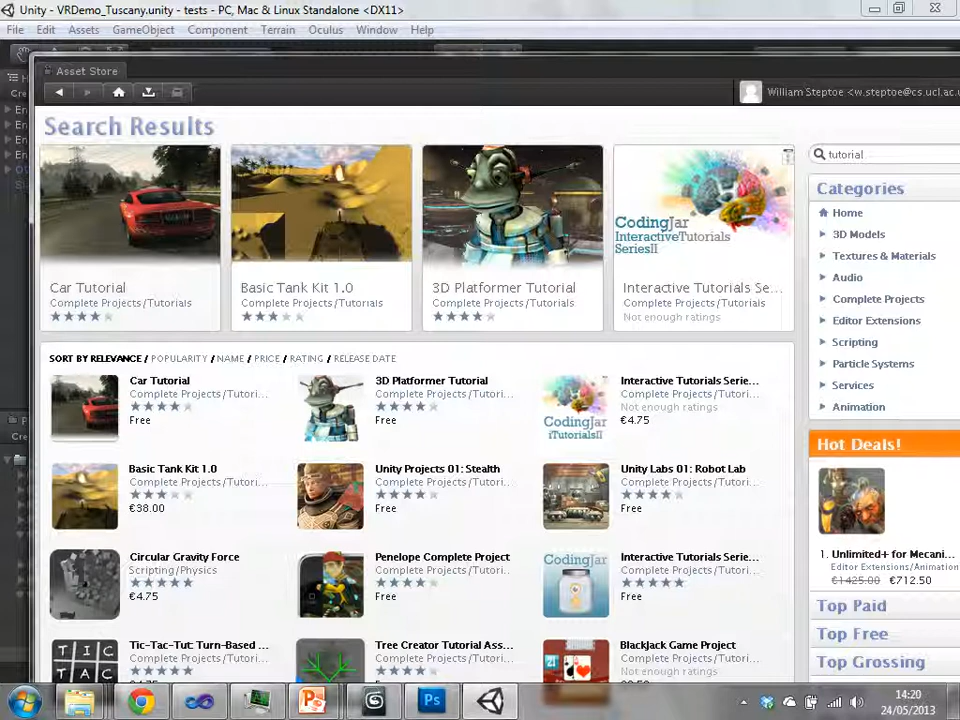 Unity - VRDemo_Tuscany.unity - tests - PC, Mac & Linux Standalone <DX11>
File Edit Assets GameObject Component Terrain Oculus Window Help
Asset Store
William Steptoe <w.steptoe@cs.ucl.ac.u
Search Results
tutorial
CodingJar
InteractiveTutorials
SeriesII
Car Tutorial
Complete Projects/Tutorials
Basic Tank Kit 1.0
Complete Projects/Tutorials
3D Platformer Tutorial
Complete Projects/Tutorials
Interactive Tutorials Se...
Complete Projects/Tutorials
Not enough ratings
Categories
Home
3D Models
Textures & Materials
Audio
Complete Projects
Editor Extensions
Scripting
Particle Systems
Services
Animation
SORT BY RELEVANCE / POPULARITY / NAME / PRICE / RATING / RELEASE DATE
Car Tutorial
Complete Projects/Tutori...
Free
3D Platformer Tutorial
Complete Projects/Tutori...
Free
CodingJar
iTutorialsII
Interactive Tutorials Serie...
Complete Projects/Tutori...
Not enough ratings
€4.75
Basic Tank Kit 1.0
Complete Projects/Tutori...
€38.00
Unity Projects 01: Stealth
Complete Projects/Tutori...
Free
Unity Labs 01: Robot Lab
Complete Projects/Tutori...
Free
Circular Gravity Force
Scripting/Physics
€4.75
Penelope Complete Project
Complete Projects/Tutori...
Free
CodingJar
Interactive Tutorials Serie...
Complete Projects/Tutori...
Free
TIC
TAC
Tic-Tac-Tut: Turn-Based ...
Complete Projects/Tutori...
Tree Creator Tutorial Ass...
Complete Projects/Tutori...
BlackJack Game Project
Complete Projects/Tutori...
Not enough ratings
Hot Deals!
1. Unlimited+ for Mecani...
Editor Extensions/Animation
€1425.00 €712.50
Top Paid
Top Free
Top Grossing
Ps
14:20
24/05/2013